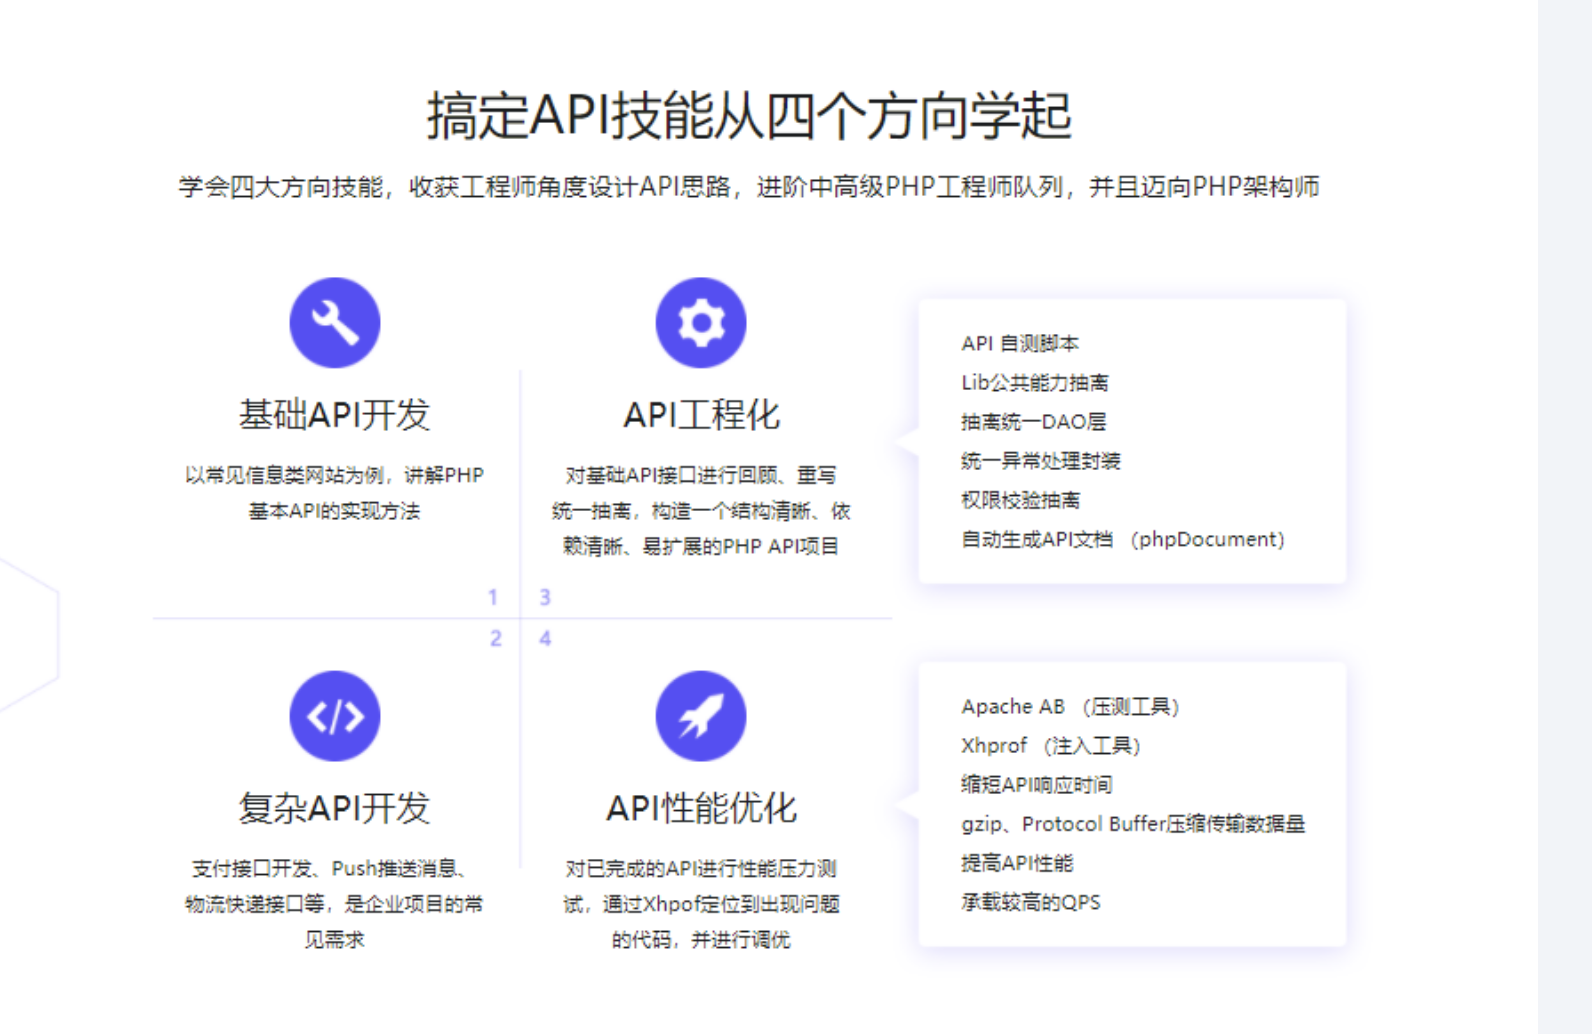 搞定API技能从四个方向学起
学会四大方向技能，收获工程师角度设计API思路，进阶中高级PHP工程师队列，并且迈向PHP架构师
基础API开发
以常见信息类网站为例，讲解PHP
基本API的实现方法
1
复杂API开发
支付接口开发、Push推送消息、
物流快递接口等，是企业项目的常
见需求
2
API工程化
对基础API接口进行回顾、重写
统一抽离，构造一个结构清晰、依
赖清晰、易扩展的PHP API项目
3
API 自测脚本
Lib公共能力抽离
抽离统一DAO层
统一异常处理封装
权限校验抽离
自动生成API文档 （phpDocument）
4
API性能优化
对已完成的API进行性能压力测
试，通过Xhpof定位到出现问题
的代码，并进行调优
Apache AB （压测工具）
Xhprof （注入工具）
缩短API响应时间
gzip、Protocol Buffer压缩传输数据量
提高API性能
承载较高的QPS